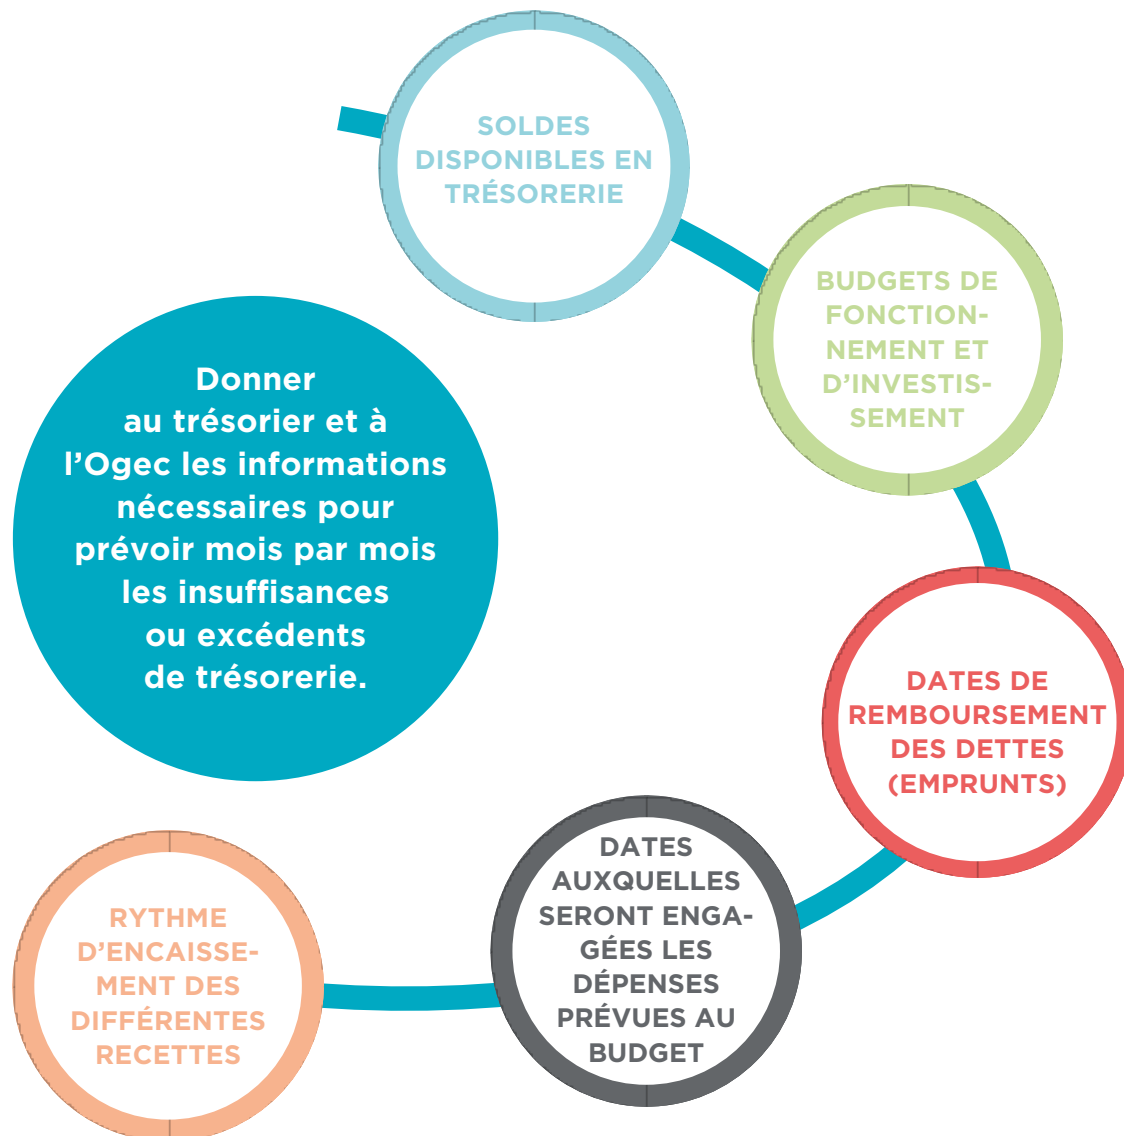 SOLDES
DISPONIBLES EN
TRÉSORERIE
BUDGETS DE
FONCTION-
NEMENT ET
D'INVESTIS-
SEMENT
Donner
au trésorier et à
l'Ogec les informations
nécessaires pour
prévoir mois par mois
les insuffisances
ou excédents
de trésorerie.
DATES DE
REMBOURSEMENT
DES DETTES
(EMPRUNTS)
DATES
AUXQUELLES
SERONT ENGA-
GÉES LES
DÉPENSES
PRÉVUES AU
BUDGET
RYTHME
D'ENCAISSE-
MENT DES
DIFFÉRENTES
RECETTES